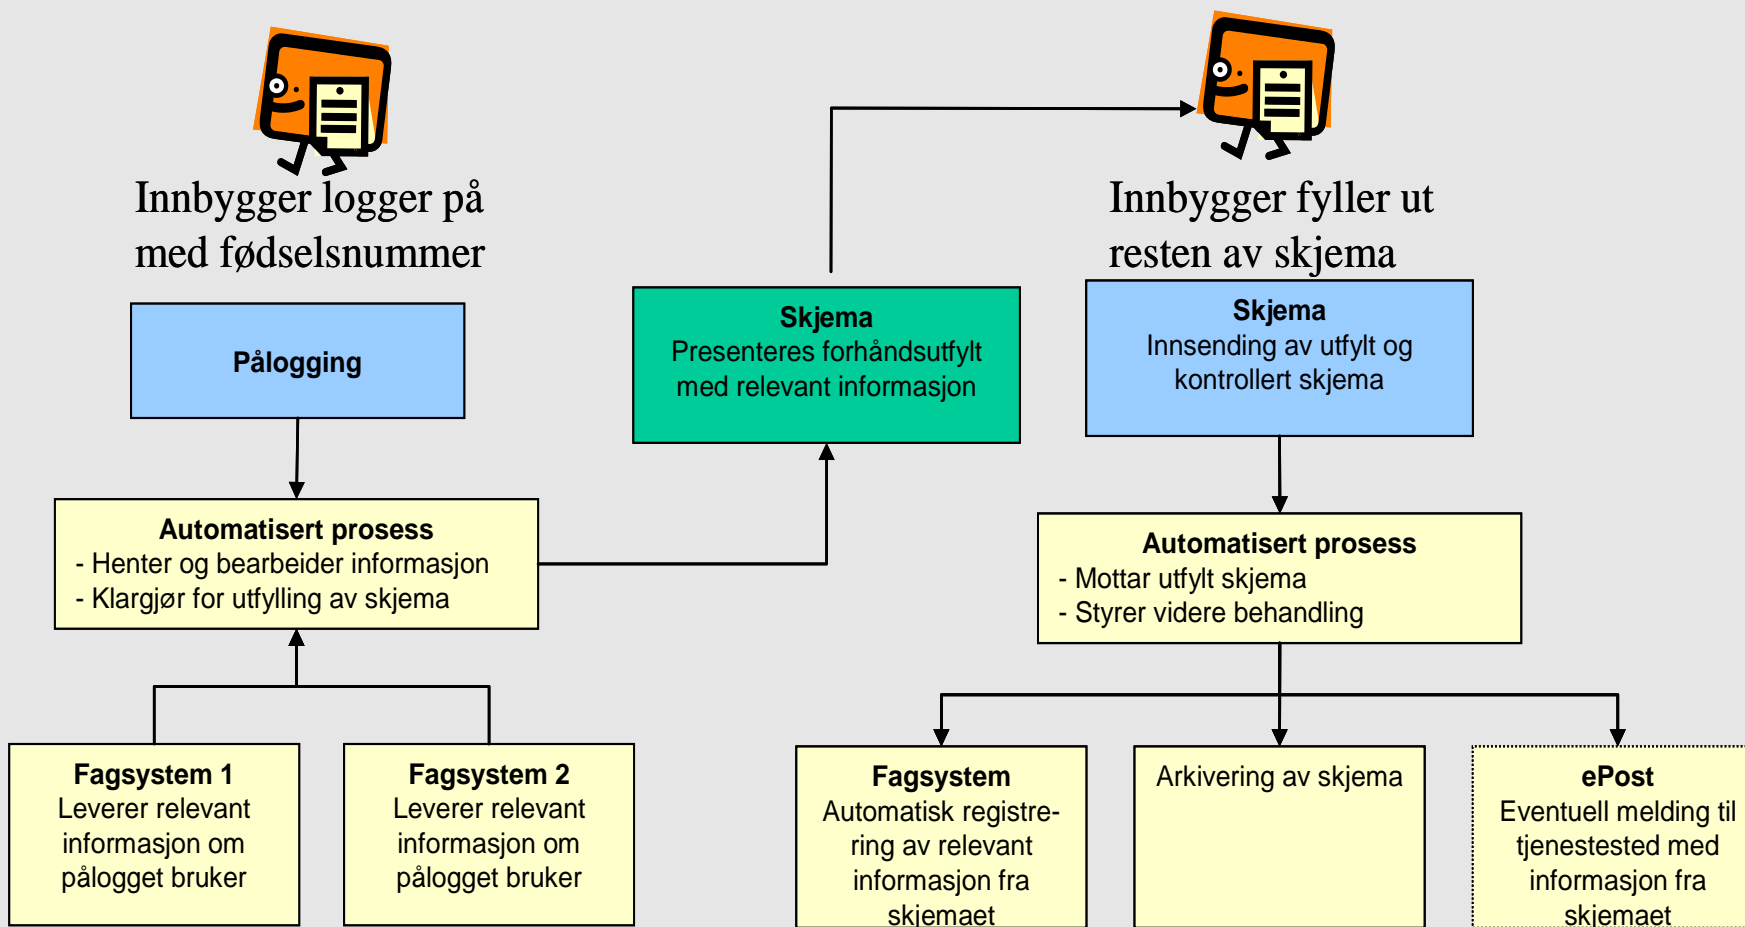 Innbygger logger på
med fødselsnummer
Innbygger fyller ut
resten av skjema
Pålogging
Skjema
Presenteres forhåndsutfylt
med relevant informasjon
Skjema
Innsending av utfylt og
kontrollert skjema
Automatisert prosess
- Henter og bearbeider informasjon
- Klargjør for utfylling av skjema
Automatisert prosess
- Mottar utfylt skjema
- Styrer videre behandling
Fagsystem 1
Leverer relevant
informasjon om
pålogget bruker
Fagsystem 2
Leverer relevant
informasjon om
pålogget bruker
Fagsystem
Automatisk registre-
ring av relevant
informasjon fra
skjemaet
Arkivering av skjema
ePost
Eventuell melding til
tjenestested med
informasjon fra
skjemaet